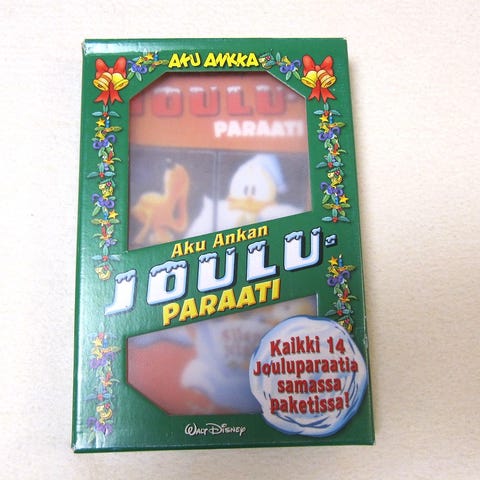 AKU ANKKA
JOULU-
PARAATI
Aku Ankan
JOULU-
PARAATI
Kaikki 14
Jouluparaatia
samassa
paketissa!
WALT DISNEY